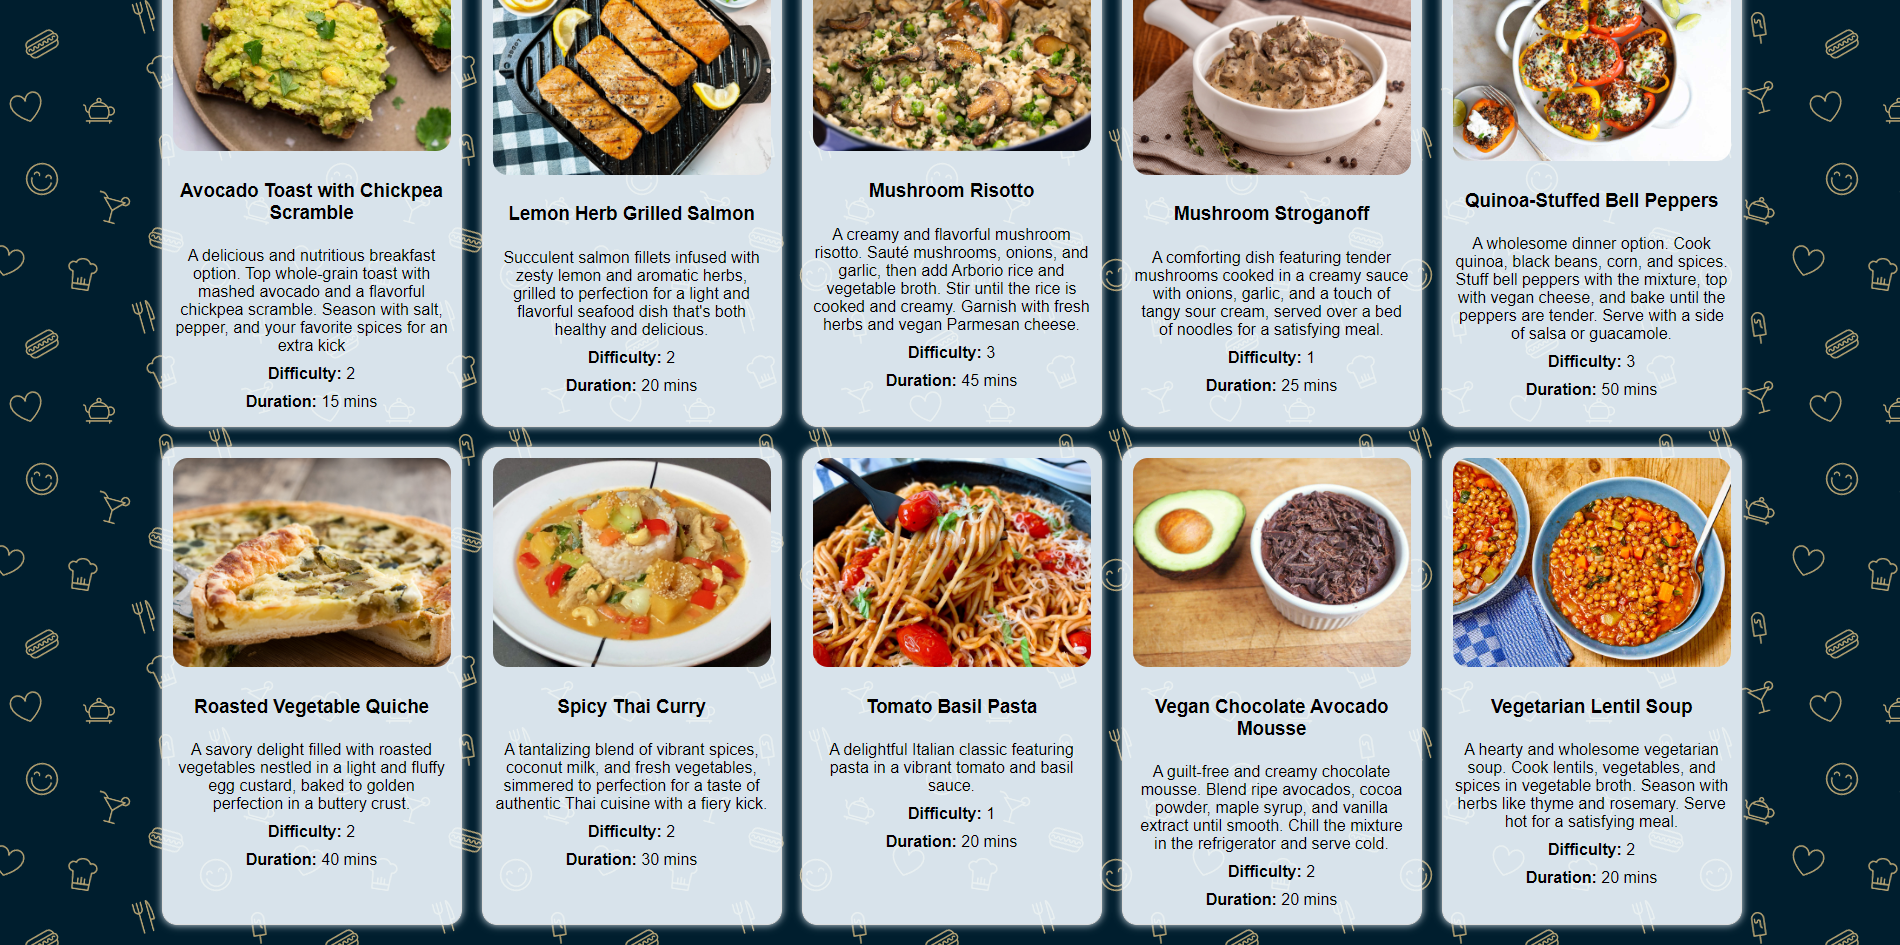 Avocado Toast with Chickpea
Scramble
A delicious and nutritious breakfast
option. Top whole-grain toast with
mashed avocado and a flavorful
chickpea scramble. Season with salt,
pepper, and your favorite spices for an
extra kick
Difficulty: 2
Duration: 15 mins
Lemon Herb Grilled Salmon
Succulent salmon fillets infused with
zesty lemon and aromatic herbs,
grilled to perfection for a light and
flavorful seafood dish that's both
healthy and delicious.
Difficulty: 2
Duration: 20 mins
Mushroom Risotto
A creamy and flavorful mushroom
risotto. Sauté mushrooms, onions, and
garlic, then add Arborio rice and
vegetable broth. Stir until the rice is
cooked and creamy. Garnish with fresh
herbs and vegan Parmesan cheese.
Difficulty: 3
Duration: 45 mins
Mushroom Stroganoff
A comforting dish featuring tender
mushrooms cooked in a creamy sauce
with onions, garlic, and a touch of
tangy sour cream, served over a bed
of noodles for a satisfying meal.
Difficulty: 1
Duration: 25 mins
Quinoa-Stuffed Bell Peppers
A wholesome dinner option. Cook
quinoa, black beans, corn, and spices.
Stuff bell peppers with the mixture, top
with vegan cheese, and bake until the
peppers are tender. Serve with a side
of salsa or guacamole.
Difficulty: 3
Duration: 50 mins
Roasted Vegetable Quiche
A savory delight filled with roasted
vegetables nestled in a light and fluffy
egg custard, baked to golden
perfection in a buttery crust.
Difficulty: 2
Duration: 40 mins
Spicy Thai Curry
A tantalizing blend of vibrant spices,
coconut milk, and fresh vegetables,
simmered to perfection for a taste of
authentic Thai cuisine with a fiery kick.
Difficulty: 2
Duration: 30 mins
Tomato Basil Pasta
A delightful Italian classic featuring
pasta in a vibrant tomato and basil
sauce.
Difficulty: 1
Duration: 20 mins
Vegan Chocolate Avocado
Mousse
A guilt-free and creamy chocolate
mousse. Blend ripe avocados, cocoa
powder, maple syrup, and vanilla
extract until smooth. Chill the mixture
in the refrigerator and serve cold.
Difficulty: 2
Duration: 20 mins
Vegetarian Lentil Soup
A hearty and wholesome vegetarian
soup. Cook lentils, vegetables, and
spices in vegetable broth. Season with
herbs like thyme and rosemary. Serve
hot for a satisfying meal.
Difficulty: 2
Duration: 20 mins